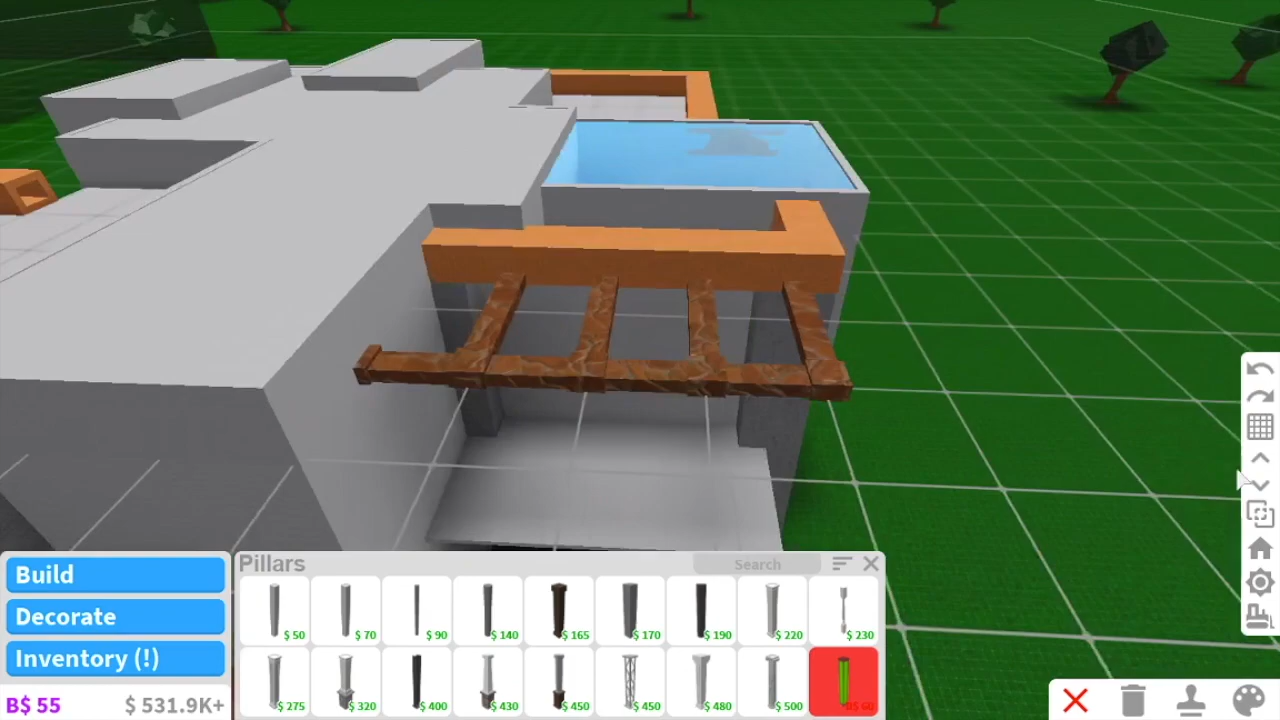 Build
Decorate
Inventory (!)
B$ 55 $ 531.9K+
Pillars Search
$ 50 $ 70 $ 90 $ 140 $ 165 $ 170 $ 190 $ 220 $ 230
$ 275 $ 320 $ 400 $ 430 $ 450 $ 450 $ 480 $ 500 B$ 60